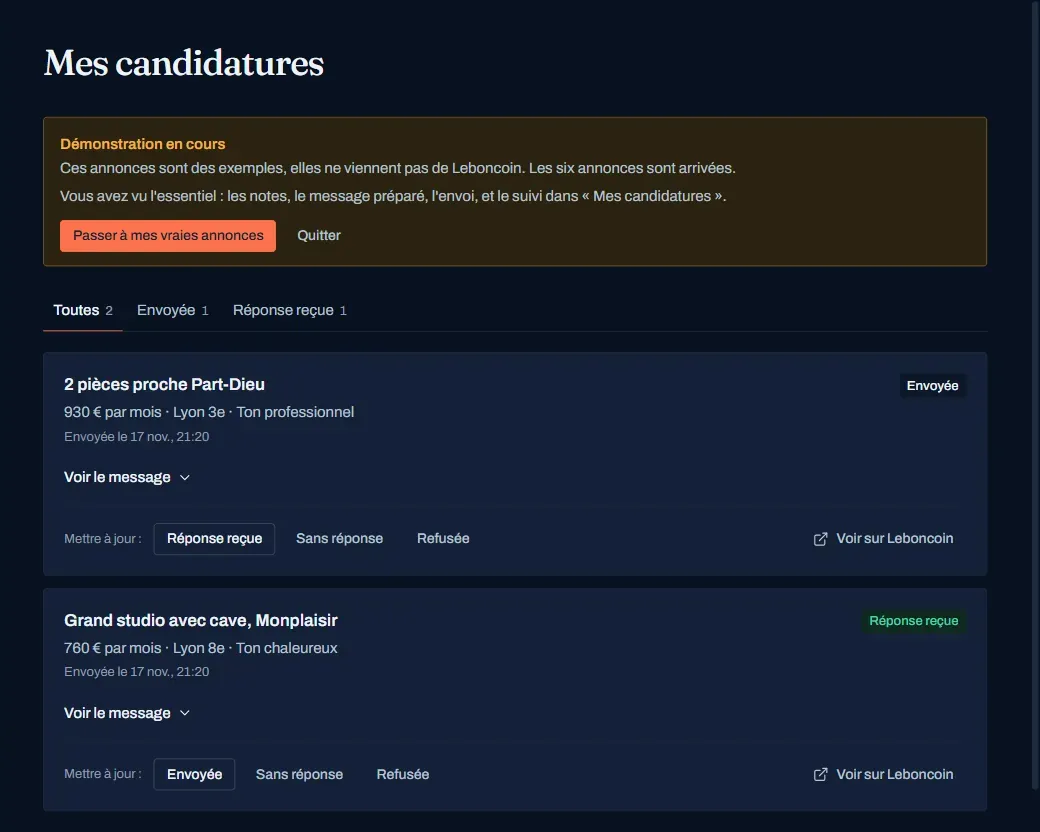 Mes candidatures
Démonstration en cours
Ces annonces sont des exemples, elles ne viennent pas de Leboncoin. Les six annonces sont arrivées.
Vous avez vu l'essentiel : les notes, le message préparé, l'envoi, et le suivi dans « Mes candidatures ».
Passer à mes vraies annonces Quitter
Toutes 2 Envoyée 1 Réponse reçue 1
2 pièces proche Part-Dieu Envoyée
930 € par mois · Lyon 3e · Ton professionnel
Envoyée le 17 nov., 21:20
Voir le message
Mettre à jour : Réponse reçue Sans réponse Refusée Voir sur Leboncoin
Grand studio avec cave, Monplaisir Réponse reçue
760 € par mois · Lyon 8e · Ton chaleureux
Envoyée le 17 nov., 21:20
Voir le message
Mettre à jour : Envoyée Sans réponse Refusée Voir sur Leboncoin